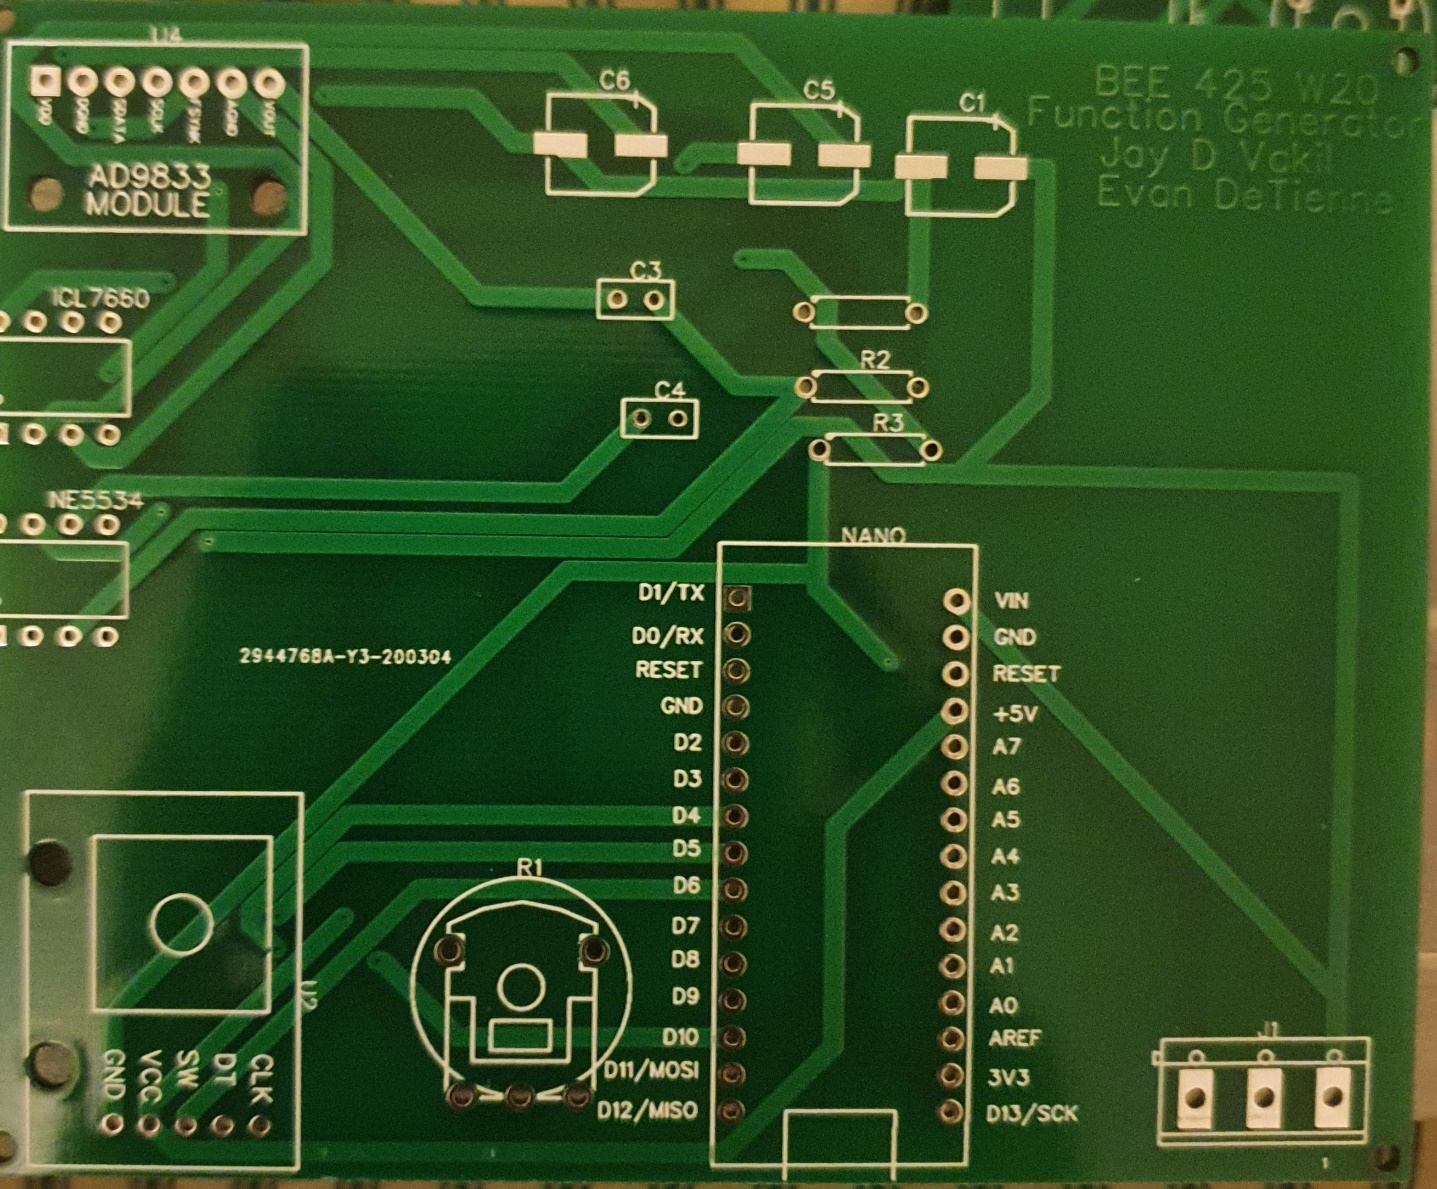 U4
VDD
DGND
SDATA
SCLK
FSYNK
AGND
VOUT
AD9833
MODULE
C6
C5
C1
BEE 425 W20
Function Generator
Jay D Vakil
Evan DeTienne
ICL7660
C3
C4
R2
R3
NE5534
NANO
2944768A-Y3-200304
D1/TX
D0/RX
RESET
GND
D2
D3
D4
D5
D6
D7
D8
D9
D10
D11/MOSI
D12/MISO
VIN
GND
RESET
+5V
A7
A6
A5
A4
A3
A2
A1
A0
AREF
3V3
D13/SCK
R1
U2
GND
VCC
SW
DT
CLK
J1
1